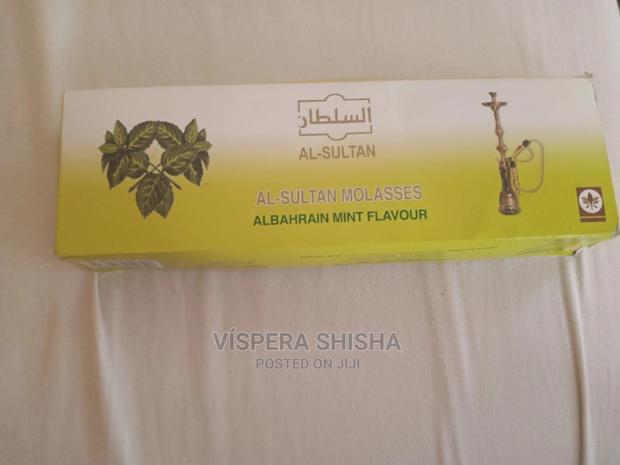 السلطان
AL-SULTAN
AL-SULTAN MOLASSES
ALBAHRAIN MINT FLAVOUR
VÍSPERA SHISHA
POSTED ON JIJI